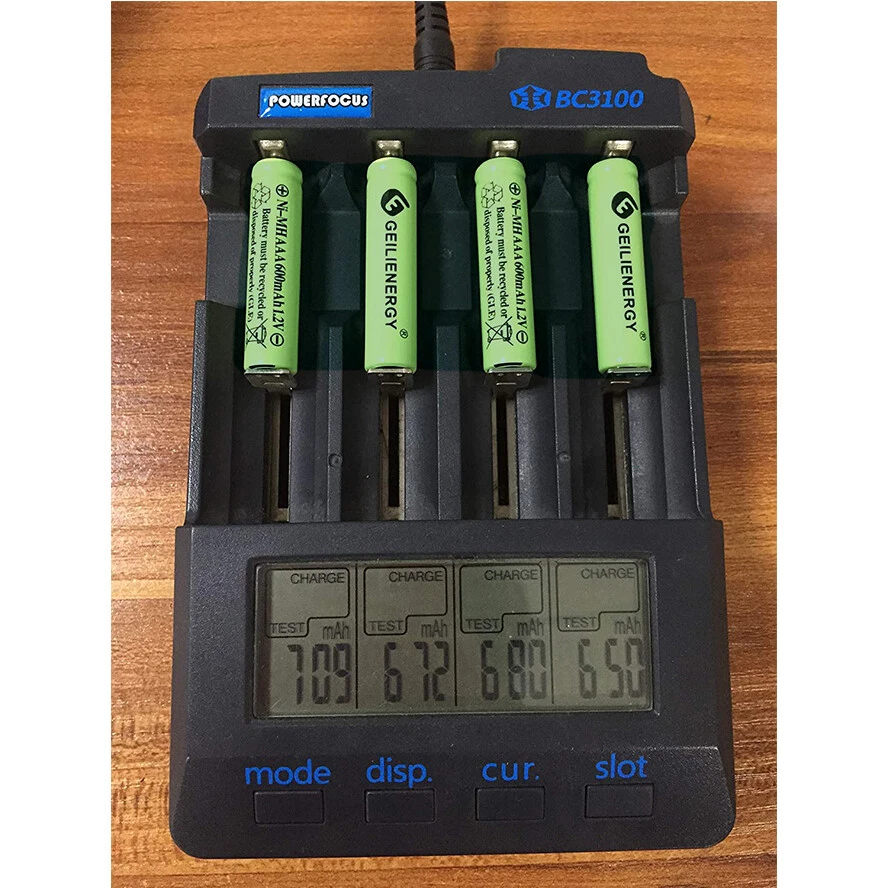 POWERFOCUS
BC3100
Ni-MH AAA 600mAh 1.2V
Battery must be recycled or
disposed of properly (GLE)
GEILIENERGY®
Ni-MH AAA 600mAh 1.2V
Battery must be recycled or
disposed of properly (GLE)
GEILIENERGY®
CHARGE CHARGE CHARGE CHARGE
TEST mAh TEST mAh TEST mAh TEST mAh
709 672 680 650
mode disp. cur. slot